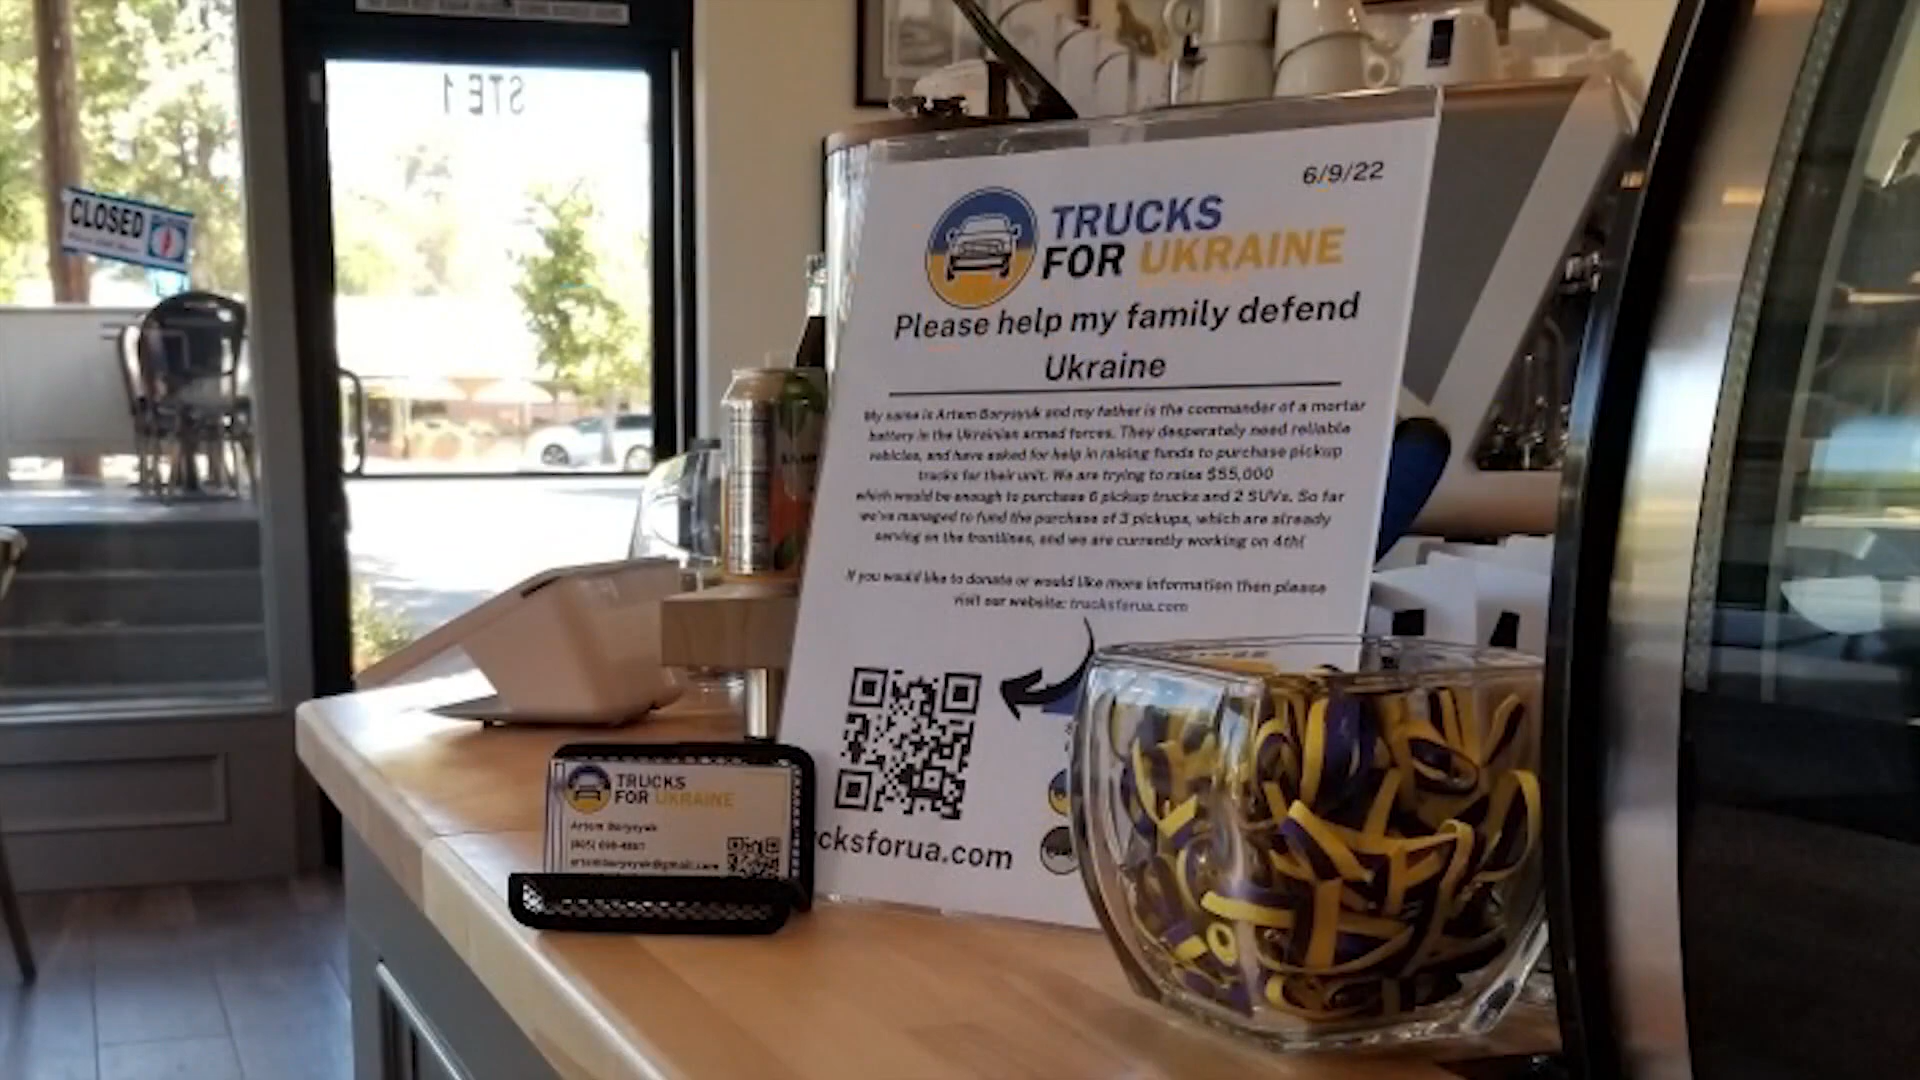 STE 1
CLOSED
6/9/22
TRUCKS
FOR UKRAINE
Please help my family defend
Ukraine
My name is Artem Borysyuk and my father is the commander of a mortar
battery in the Ukrainian armed forces. They desperately need reliable
vehicles, and have asked for help in raising funds to purchase pickup
trucks for their unit. We are trying to raise $55,000
which would be enough to purchase 6 pickup trucks and 2 SUVs. So far
we've managed to fund the purchase of 3 pickups, which are already
serving on the frontlines, and we are currently working on 4th!
If you would like to donate or would like more information then please
visit our website: trucksforua.com
cksforua.com
TRUCKS
FOR UKRAINE
Artem Borysyuk
artemborysyuk@gmail.com